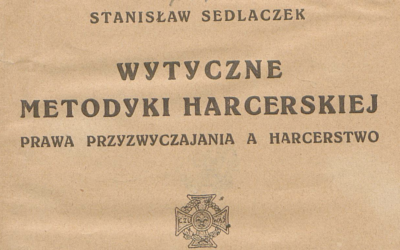 STANISŁAW SEDLACZEK
WYTYCZNE
METODYKI HARCERSKIEJ
PRAWA PRZYZWYCZAJANIA A HARCERSTWO